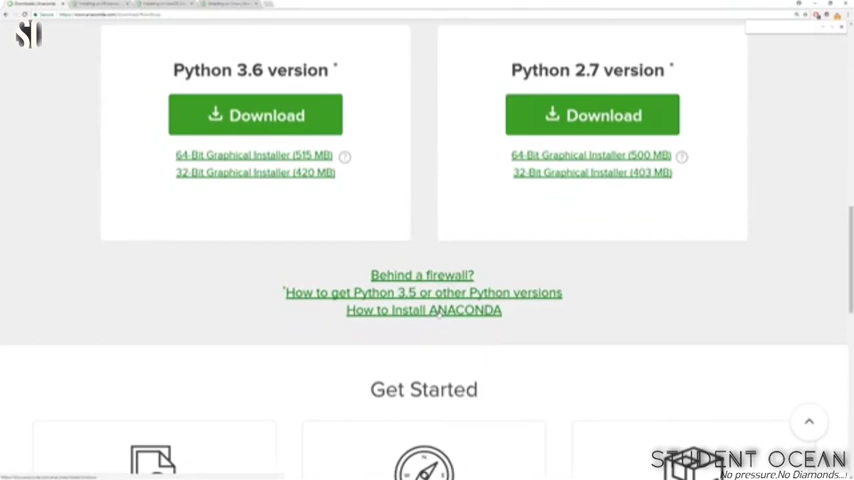 SU
Python 3.6 version *
Python 2.7 version *
Download
Download
64-Bit Graphical Installer (515 MB) ?
64-Bit Graphical Installer (500 MB) ?
32-Bit Graphical Installer (420 MB)
32-Bit Graphical Installer (403 MB)
Behind a firewall?
*How to get Python 3.5 or other Python versions
How to Install ANACONDA
Get Started
STUDENT OCEAN
No pressure,No Diamonds...!